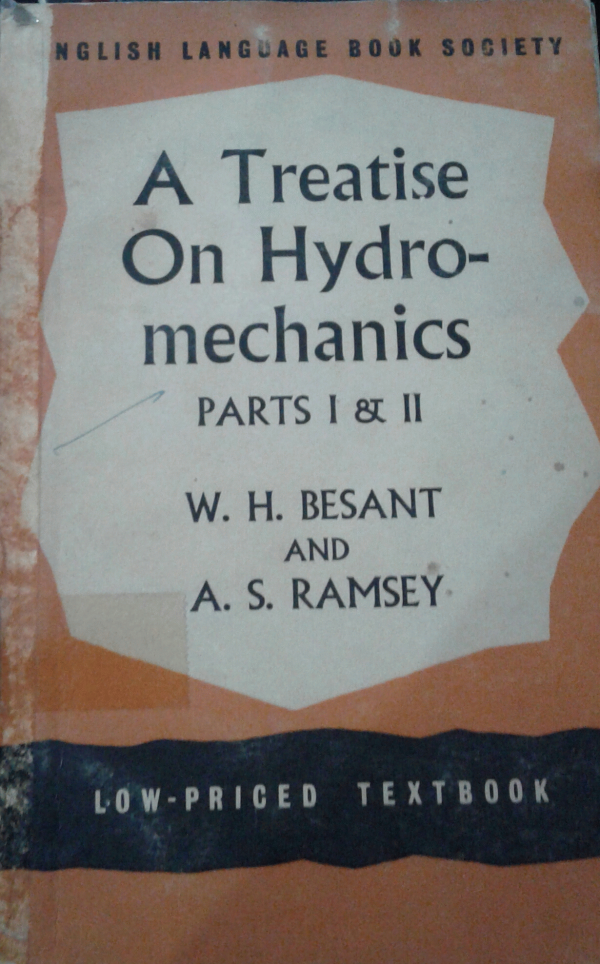 NGLISH LANGUAGE BOOK SOCIETY
A Treatise
On Hydro-
mechanics
PARTS I & II
W. H. BESANT
AND
A. S. RAMSEY
LOW-PRICED TEXTBOOK